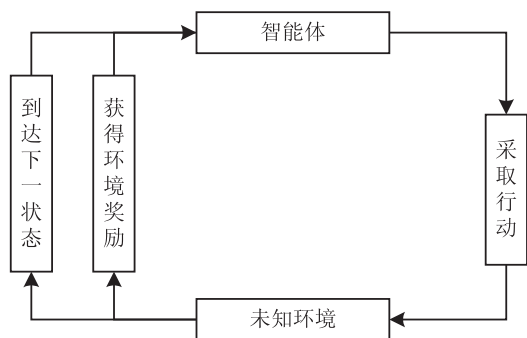 智能体
到达下一状态
获得环境奖励
采取行动
未知环境